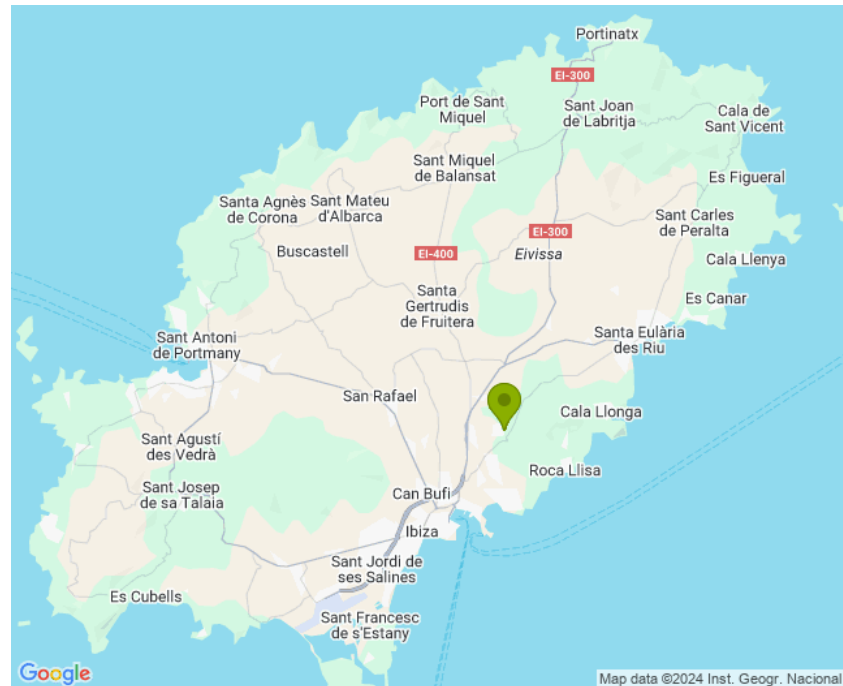 Portinatx
EI-300
Port de Sant
Miquel
Sant Joan
de Labritja
Cala de
Sant Vicent
Sant Miquel
de Balansat
Es Figueral
Santa Agnès
de Corona
Sant Mateu
d'Albarca
Sant Carles
de Peralta
EI-300
Buscastell
EI-400
Eivissa
Cala Llenya
Santa
Gertrudis
de Fruitera
Es Canar
Sant Antoni
de Portmany
Santa Eulària
des Riu
San Rafael
Cala Llonga
Sant Agustí
des Vedrà
Roca Llisa
Sant Josep
de sa Talaia
Can Bufi
Ibiza
Sant Jordi de
ses Salines
Es Cubells
Sant Francesc
de s'Estany
Google
Map data ©2024 Inst. Geogr. Nacional